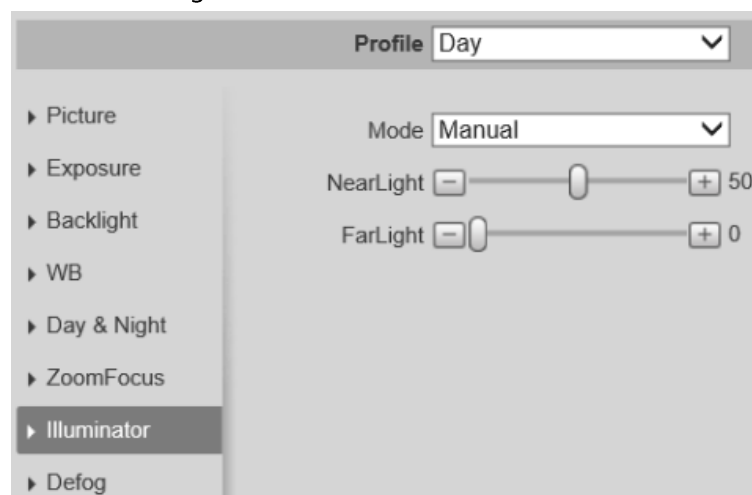 Profile Day
Picture
Mode Manual
Exposure
NearLight 50
Backlight
FarLight 0
WB
Day & Night
ZoomFocus
Illuminator
Defog